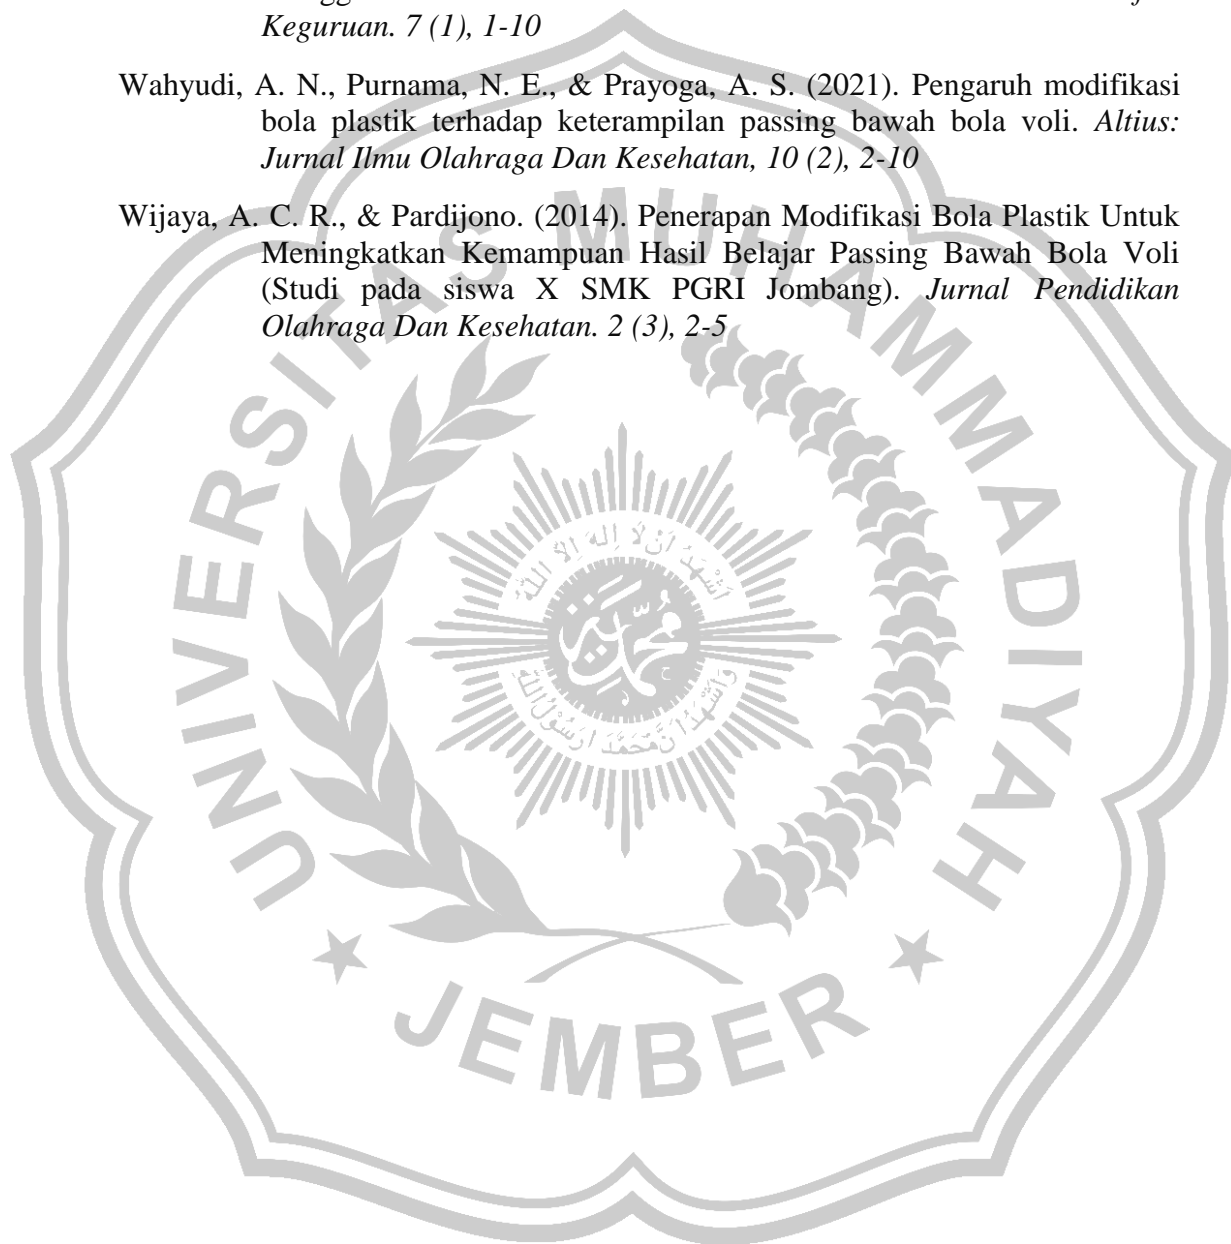 Keguruan. 7 (1), 1-10
Wahyudi, A. N., Purnama, N. E., & Prayoga, A. S. (2021). Pengaruh modifikasi
bola plastik terhadap keterampilan passing bawah bola voli. Altius:
Jurnal Ilmu Olahraga Dan Kesehatan, 10 (2), 2-10
Wijaya, A. C. R., & Pardijono. (2014). Penerapan Modifikasi Bola Plastik Untuk
Meningkatkan Kemampuan Hasil Belajar Passing Bawah Bola Voli
(Studi pada siswa X SMK PGRI Jombang). Jurnal Pendidikan
Olahraga Dan Kesehatan. 2 (3), 2-5
UNIVERSITAS MUHAMMADIYAH
اَشْهَدُ اَنْ لَا اِلٰهَ اِلَّا اللّٰهُ
مُحَمَّد
وَاَشْهَدُ اَنَّ مُحَمَّدًا رَسُوْلُ اللّٰهِ
JEMBER